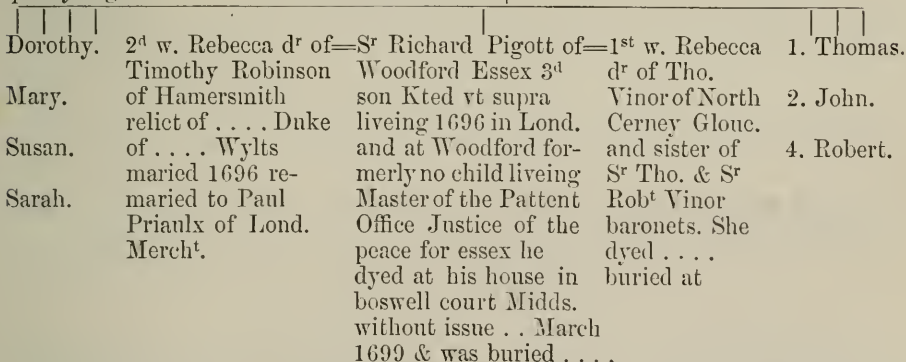 Dorothy.
Mary.
Susan.
Sarah.
2ᵈ w. Rebecca dʳ of=
Timothy Robinson
of Hamersmith
relict of . . . . Duke
of . . . . Wylts
maried 1696 re-
maried to Paul
Priaulx of Lond.
Merchᵗ.
Sʳ Richard Pigott of=
Woodford Essex 3ᵈ
son Kted vt supra
liveing 1696 in Lond.
and at Woodford for-
merly no child liveing
Master of the Pattent
Office Justice of the
peace for essex he
dyed at his house in
boswell court Midds.
without issue . . March
1699 & was buried . . . .
1ˢᵗ w. Rebecca
dʳ of Tho.
Vinor of North
Cerney Glouc.
and sister of
Sʳ Tho. & Sʳ
Robᵗ Vinor
baronets. She
dyed . . . .
buried at
1. Thomas.
2. John.
4. Robert.